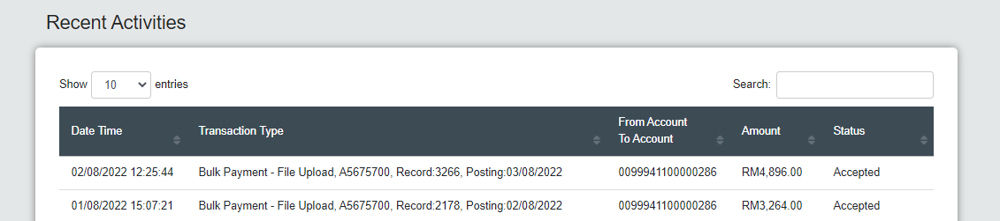 Recent Activities
Show 10 entries Search:
Date Time Transaction Type From Account To Account Amount Status
02/08/2022 12:25:44 Bulk Payment - File Upload, A5675700, Record:3266, Posting:03/08/2022 0099941100000286 RM4,896.00 Accepted
01/08/2022 15:07:21 Bulk Payment - File Upload, A5675700, Record:2178, Posting:02/08/2022 0099941100000286 RM3,264.00 Accepted